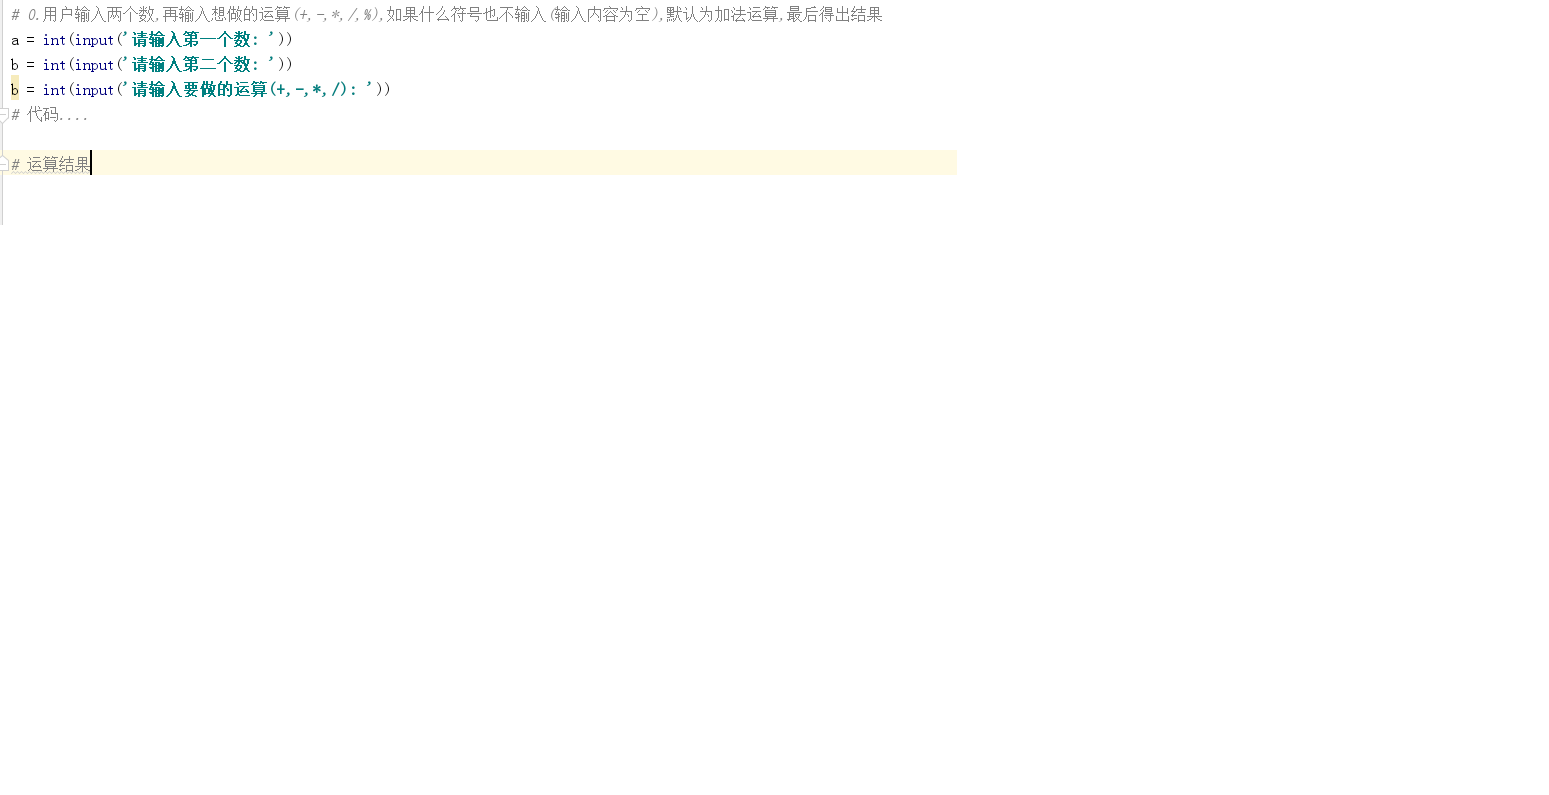 # 0.用户输入两个数,再输入想做的运算(+,-,*,/,%),如果什么符号也不输入(输入内容为空),默认为加法运算,最后得出结果
a = int(input('请输入第一个数: '))
b = int(input('请输入第二个数: '))
b = int(input('请输入要做的运算(+,-,*,/): '))
# 代码....
# 运算结果